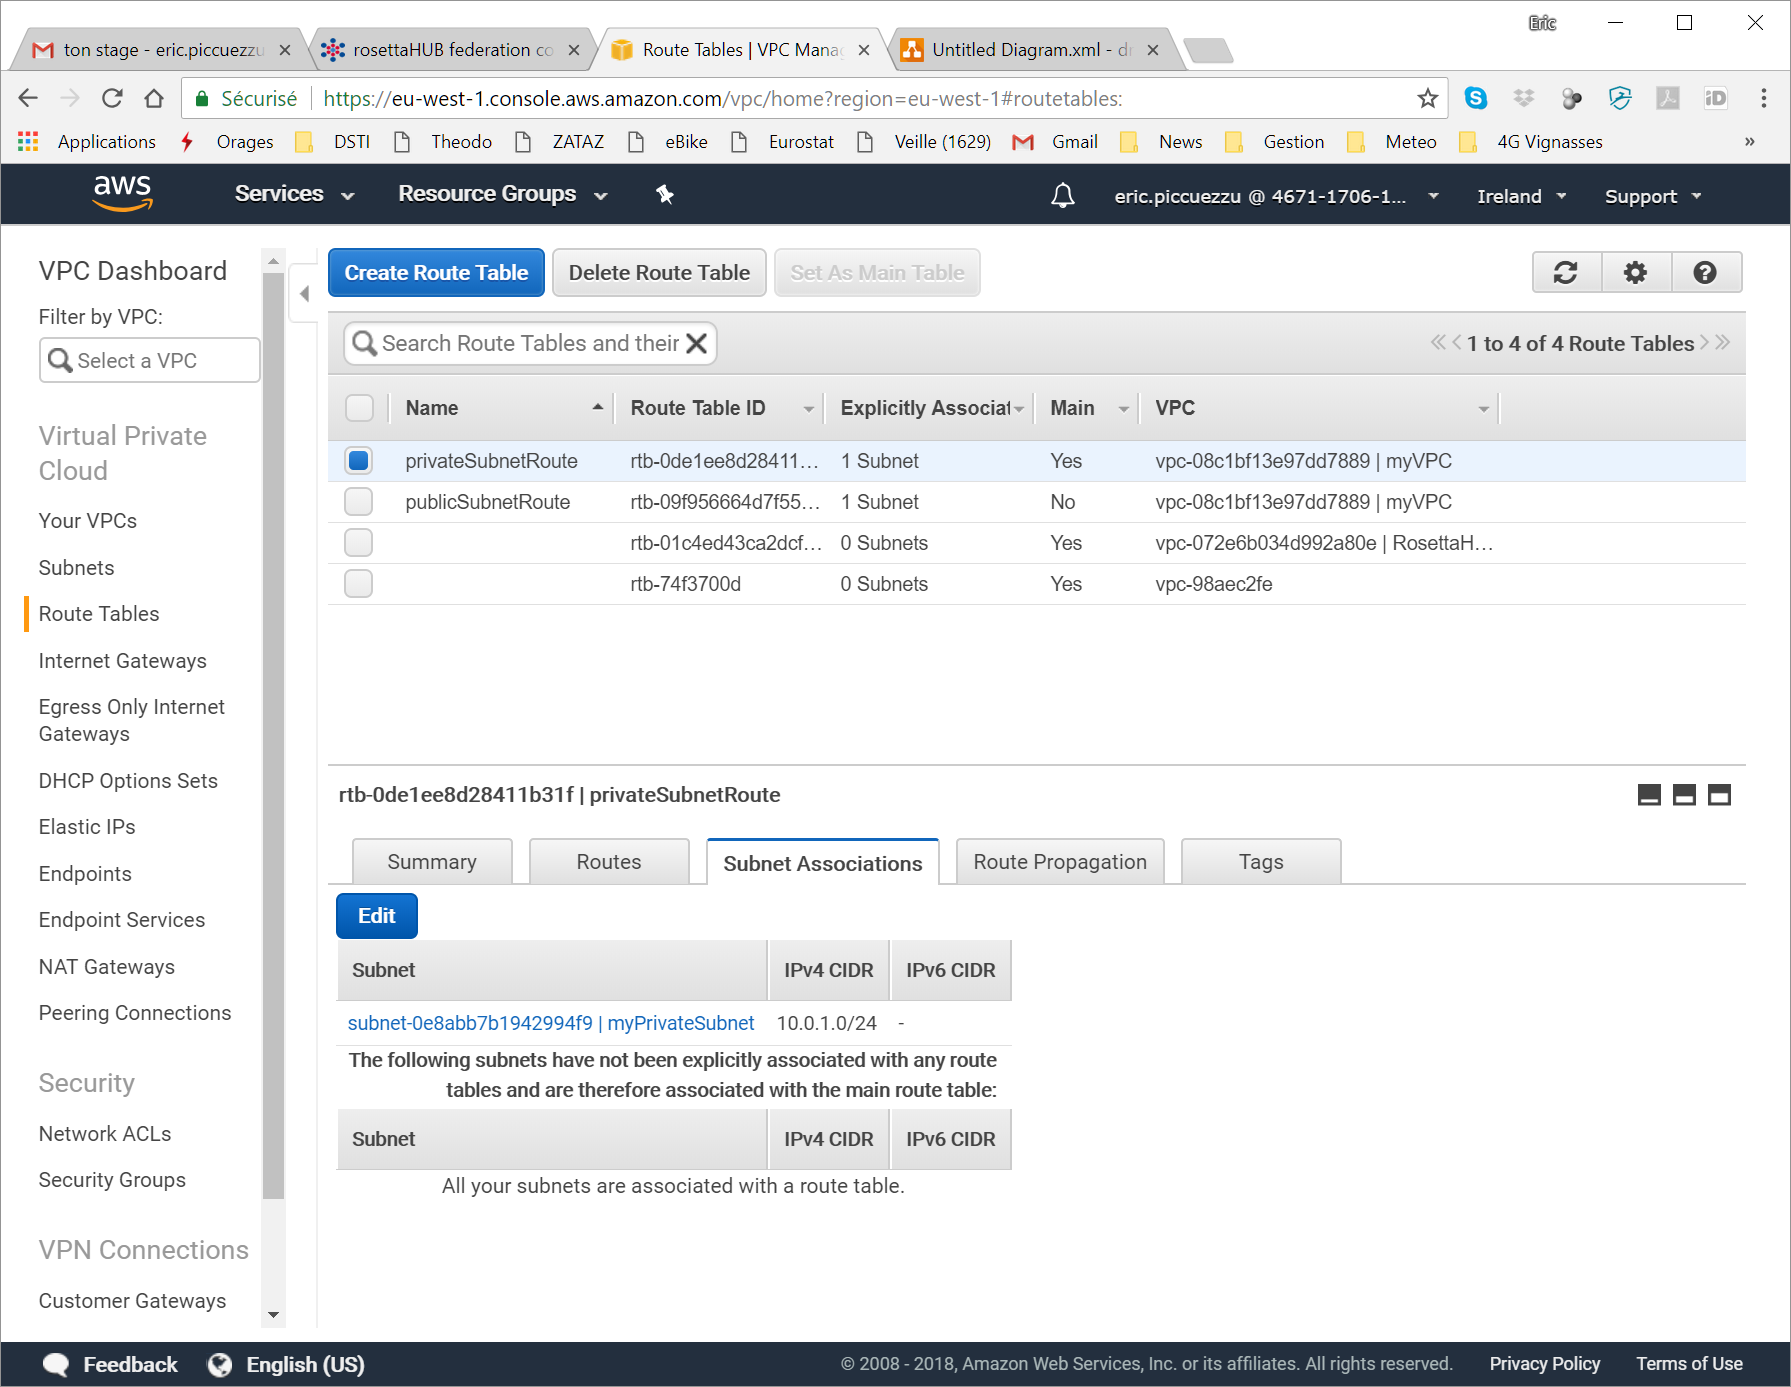 Eric
ton stage - eric.piccuezzu
rosettaHUB federation co
Route Tables | VPC Mana
Untitled Diagram.xml - dr
Sécurisé
https://eu-west-1.console.aws.amazon.com/vpc/home?region=eu-west-1#routetables:
Applications
Orages
DSTI
Theodo
ZATAZ
eBike
Eurostat
Veille (1629)
Gmail
News
Gestion
Meteo
4G Vignasses
»
aws
Services
Resource Groups
eric.piccuezzu @ 4671-1706-1...
Ireland
Support
VPC Dashboard
Filter by VPC:
Select a VPC
Virtual Private
Cloud
Your VPCs
Subnets
Route Tables
Internet Gateways
Egress Only Internet
Gateways
DHCP Options Sets
Elastic IPs
Endpoints
Endpoint Services
NAT Gateways
Peering Connections
Security
Network ACLs
Security Groups
VPN Connections
Customer Gateways
Create Route Table
Delete Route Table
Set As Main Table
Search Route Tables and their
1 to 4 of 4 Route Tables
Name Route Table ID Explicitly Associat Main VPC
privateSubnetRoute rtb-0de1ee8d28411... 1 Subnet Yes vpc-08c1bf13e97dd7889 | myVPC
publicSubnetRoute rtb-09f956664d7f55... 1 Subnet No vpc-08c1bf13e97dd7889 | myVPC
rtb-01c4ed43ca2dcf... 0 Subnets Yes vpc-072e6b034d992a80e | RosettaH...
rtb-74f3700d 0 Subnets Yes vpc-98aec2fe
rtb-0de1ee8d28411b31f | privateSubnetRoute
Summary
Routes
Subnet Associations
Route Propagation
Tags
Edit
Subnet IPv4 CIDR IPv6 CIDR
subnet-0e8abb7b1942994f9 | myPrivateSubnet 10.0.1.0/24 -
The following subnets have not been explicitly associated with any route
tables and are therefore associated with the main route table:
Subnet IPv4 CIDR IPv6 CIDR
All your subnets are associated with a route table.
Feedback
English (US)
© 2008 - 2018, Amazon Web Services, Inc. or its affiliates. All rights reserved.
Privacy Policy
Terms of Use